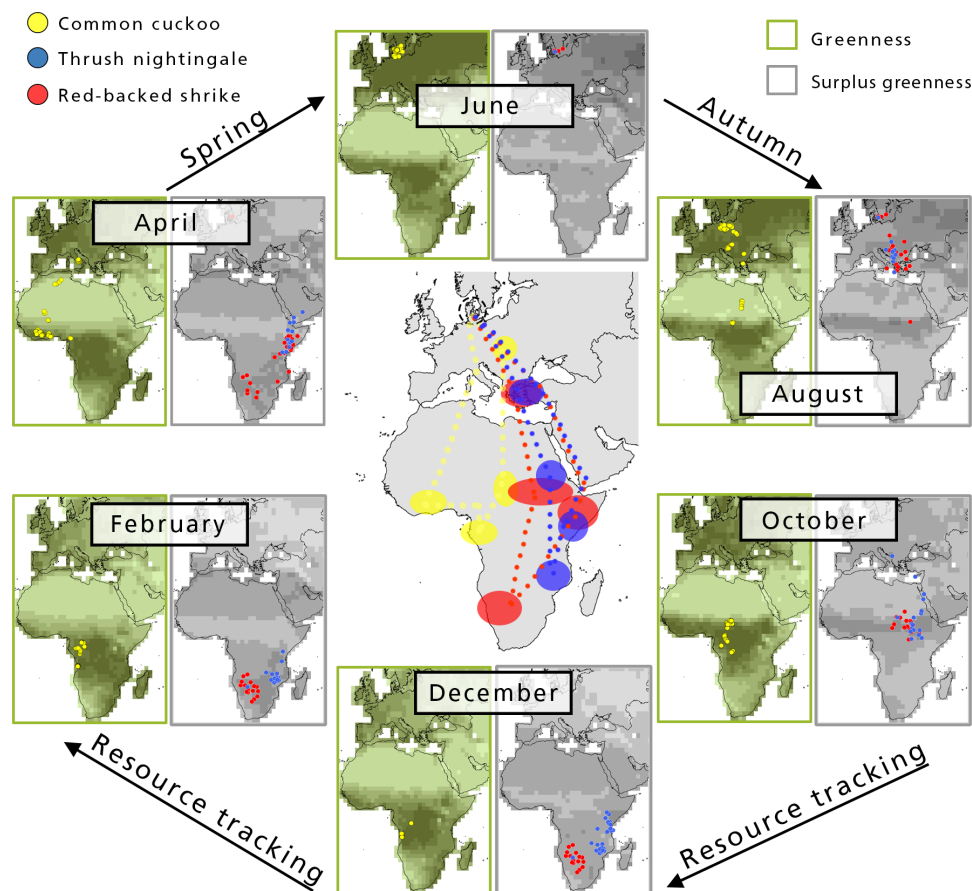 Common cuckoo
Thrush nightingale
Red-backed shrike
Greenness
Surplus greenness
Spring
June
Autumn
April
August
February
October
December
Resource tracking
Resource tracking